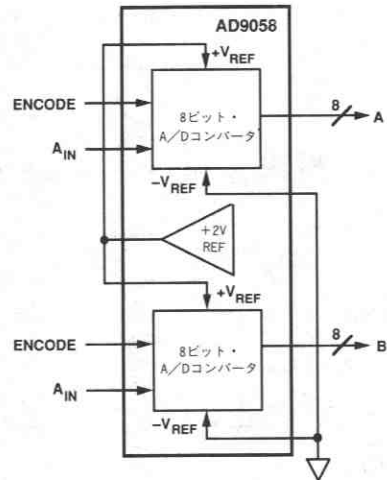 AD9058
+VREF
ENCODE
8ビット・
A/Dコンバータ
8
A
AIN
−VREF
+2V
REF
+VREF
ENCODE
8ビット・
A/Dコンバータ
8
B
AIN
−VREF